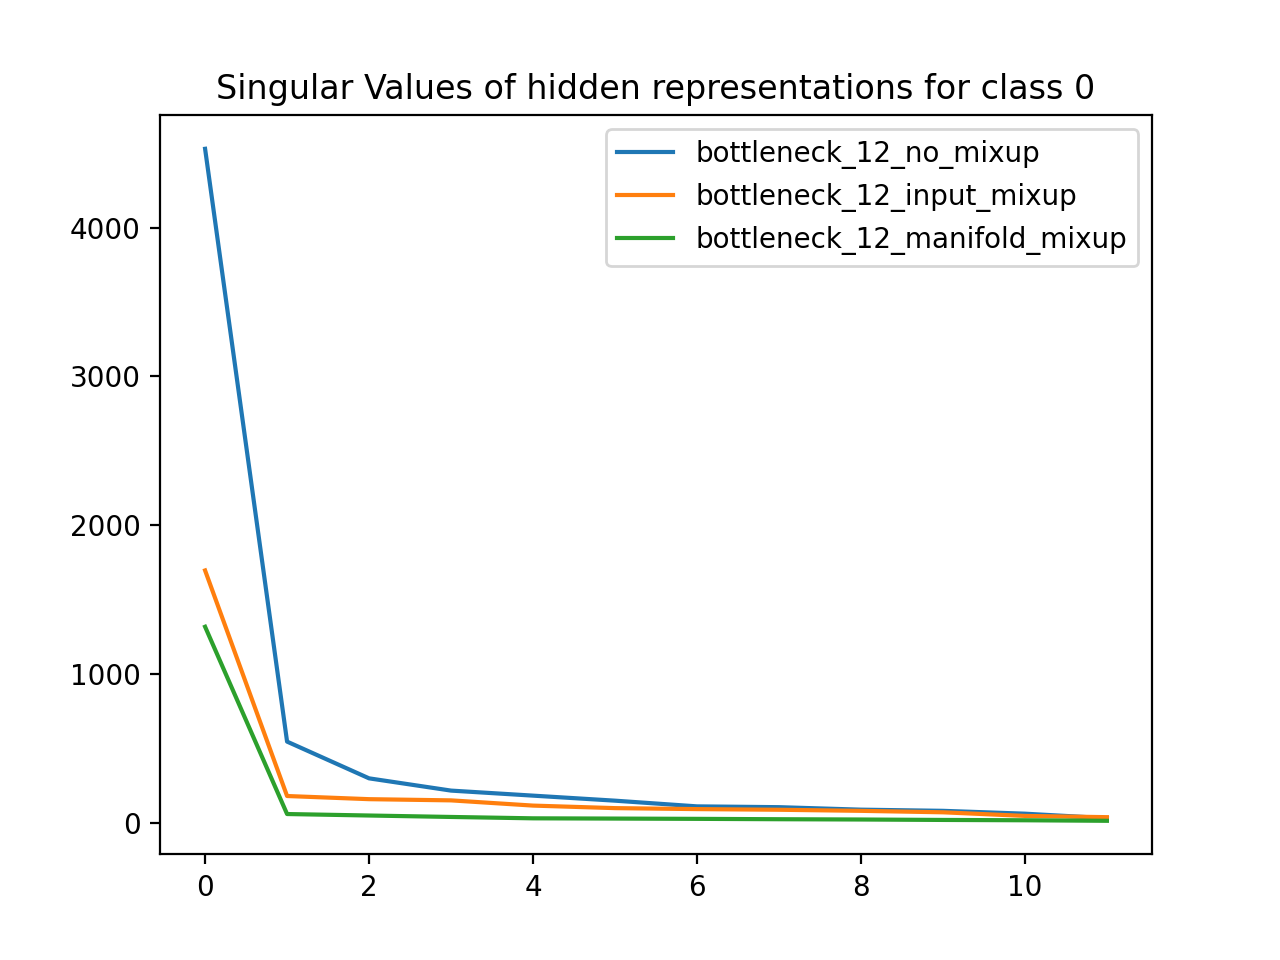 Singular Values of hidden representations for class 0
bottleneck_12_no_mixup
bottleneck_12_input_mixup
bottleneck_12_manifold_mixup
4000
3000
2000
1000
0
0 2 4 6 8 10